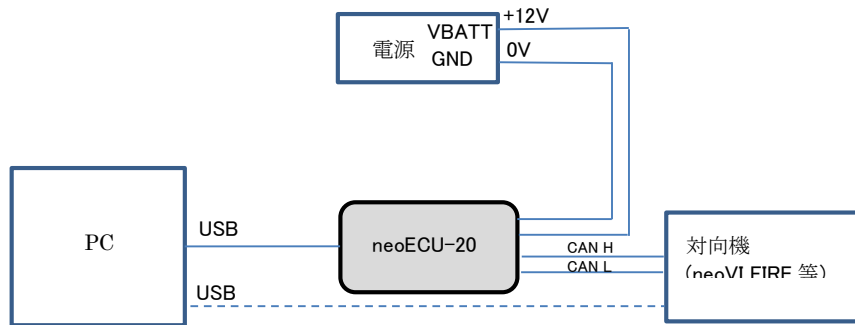 +12V
VBATT
電源
GND
0V
PC
USB
neoECU-20
CAN H
CAN L
対向機
(neoVI FIRE 等)
USB